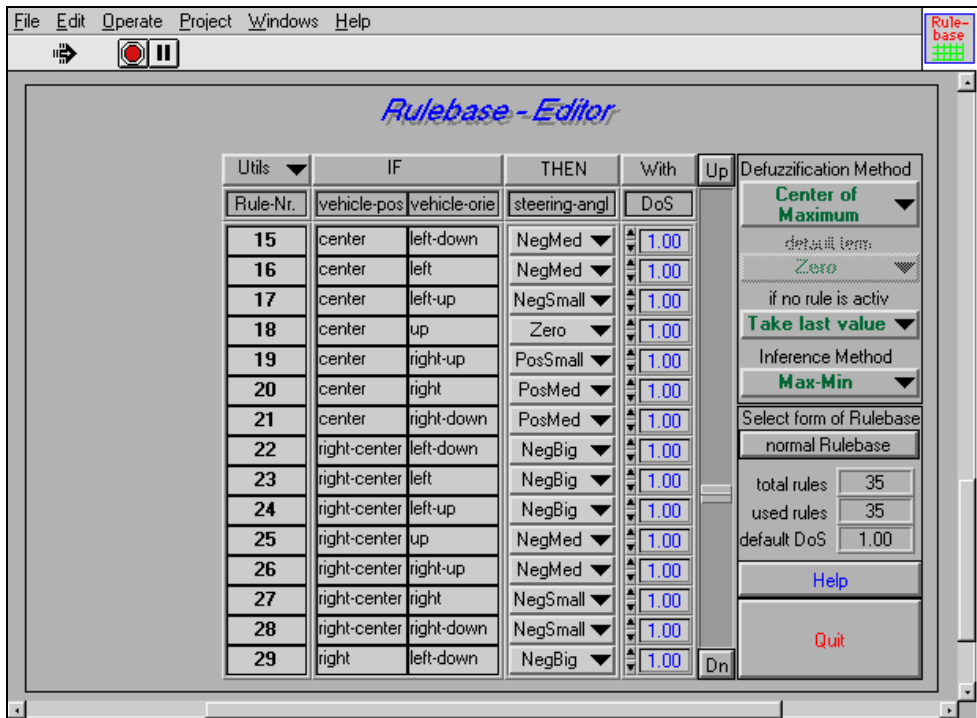 File Edit Operate Project Windows Help
Rule-
base
Rulebase - Editor
Utils IF THEN With Up
Rule-Nr. vehicle-pos vehicle-orie steering-angl DoS
15 center left-down NegMed 1.00
16 center left NegMed 1.00
17 center left-up NegSmall 1.00
18 center up Zero 1.00
19 center right-up PosSmall 1.00
20 center right PosMed 1.00
21 center right-down PosMed 1.00
22 right-center left-down NegBig 1.00
23 right-center left NegBig 1.00
24 right-center left-up NegBig 1.00
25 right-center up NegMed 1.00
26 right-center right-up NegMed 1.00
27 right-center right NegSmall 1.00
28 right-center right-down NegSmall 1.00
29 right left-down NegBig 1.00
Dn
Defuzzification Method
Center of
Maximum
default term
Zero
if no rule is activ
Take last value
Inference Method
Max-Min
Select form of Rulebase
normal Rulebase
total rules 35
used rules 35
default DoS 1.00
Help
Quit